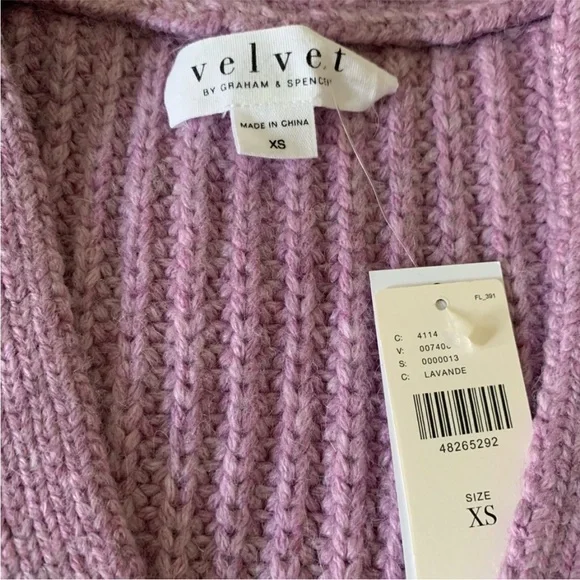 velvet
BY GRAHAM & SPENCER
MADE IN CHINA
XS
FL_391
C: 4114
V:
S: 0000013
C: LAVANDE
48265292
SIZE
XS